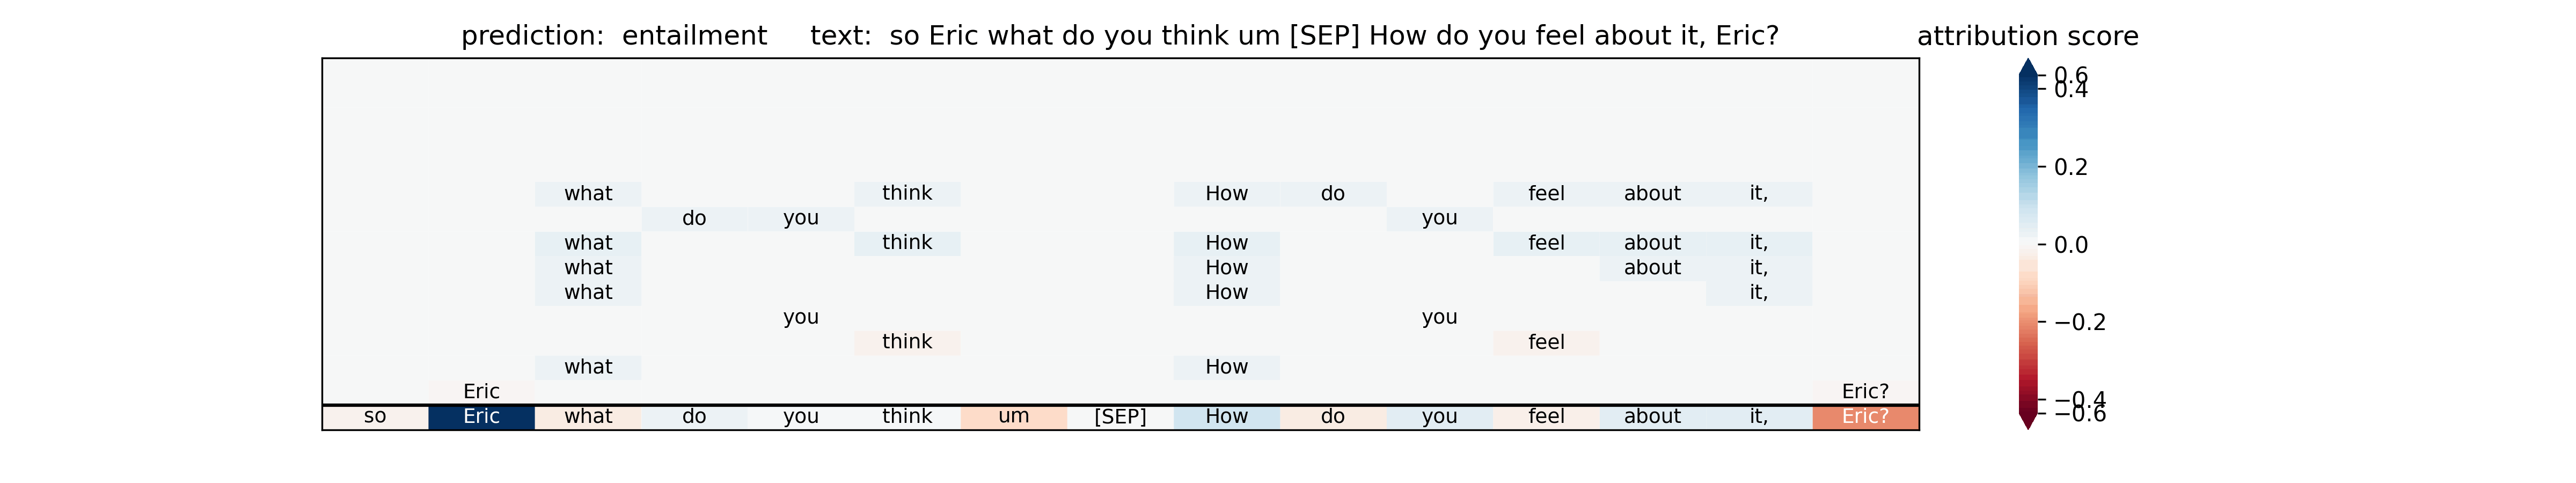 prediction:  entailment     text:  so Eric what do you think um [SEP] How do you feel about it, Eric?
attribution score
what think How do feel about it,
do you you
what think How feel about it,
what How about it,
what How it,
you you
think feel
what How
Eric Eric?
so Eric what do you think um [SEP] How do you feel about it, Eric?
0.6
0.4
0.2
0.0
−0.2
−0.4
−0.6